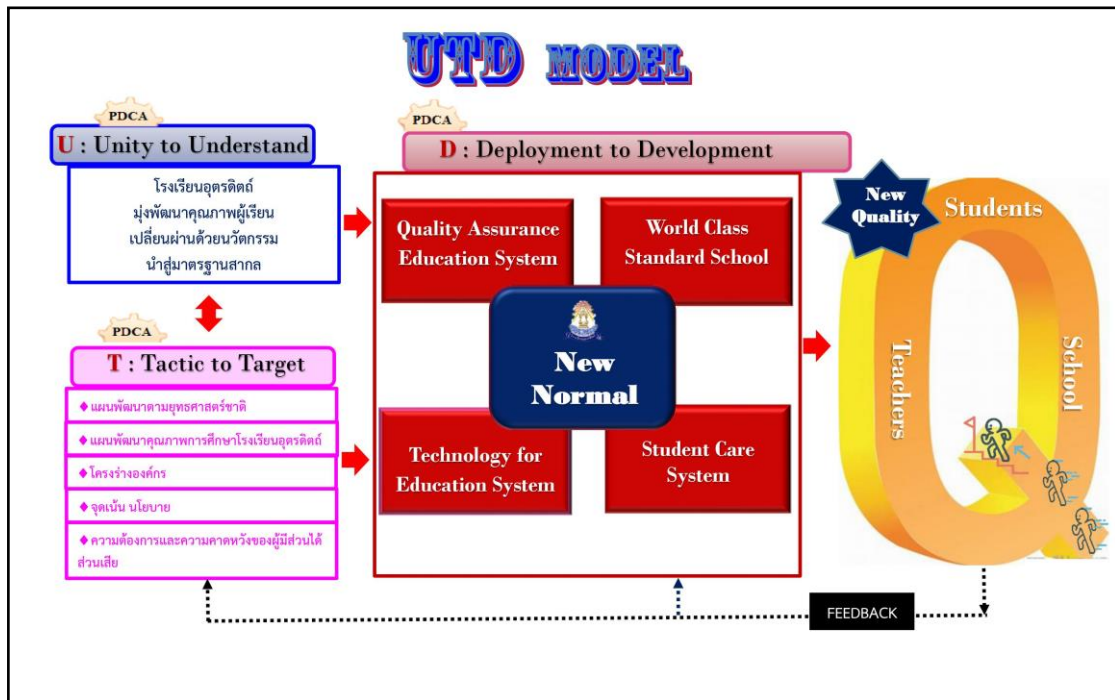 UTD MODEL
PDCA
U : Unity to Understand
โรงเรียนอุตรดิตถ์
มุ่งพัฒนาคุณภาพผู้เรียน
เปลี่ยนผ่านด้วยนวัตกรรม
นำสู่มาตรฐานสากล
PDCA
T : Tactic to Target
♦ แผนพัฒนาตามยุทธศาสตร์ชาติ
♦ แผนพัฒนาคุณภาพการศึกษาโรงเรียนอุตรดิตถ์
♦ โครงร่างองค์กร
♦ จุดเน้น นโยบาย
♦ ความต้องการและความคาดหวังของผู้มีส่วนได้
ส่วนเสีย
PDCA
D : Deployment to Development
Quality Assurance
Education System
World Class
Standard School
New
Normal
Technology for
Education System
Student Care
System
New
Quality
Students
Teachers
School
FEEDBACK